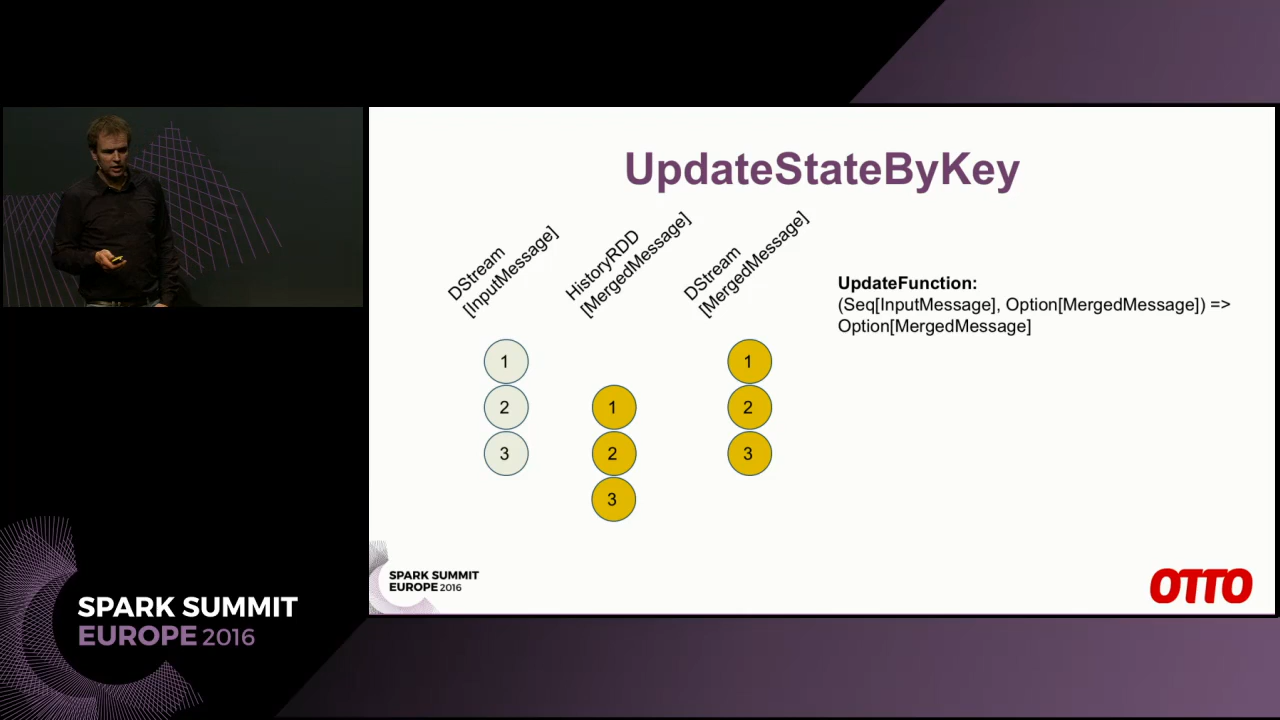 UpdateStateByKey
DStream
[InputMessage]
HistoryRDD
[MergedMessage]
DStream
[MergedMessage]
UpdateFunction:
(Seq[InputMessage], Option[MergedMessage]) =>
Option[MergedMessage]
1
1
2
1
2
3
2
3
3
SPARK SUMMIT
EUROPE 2016
OTTO
SPARK SUMMIT
EUROPE 2016